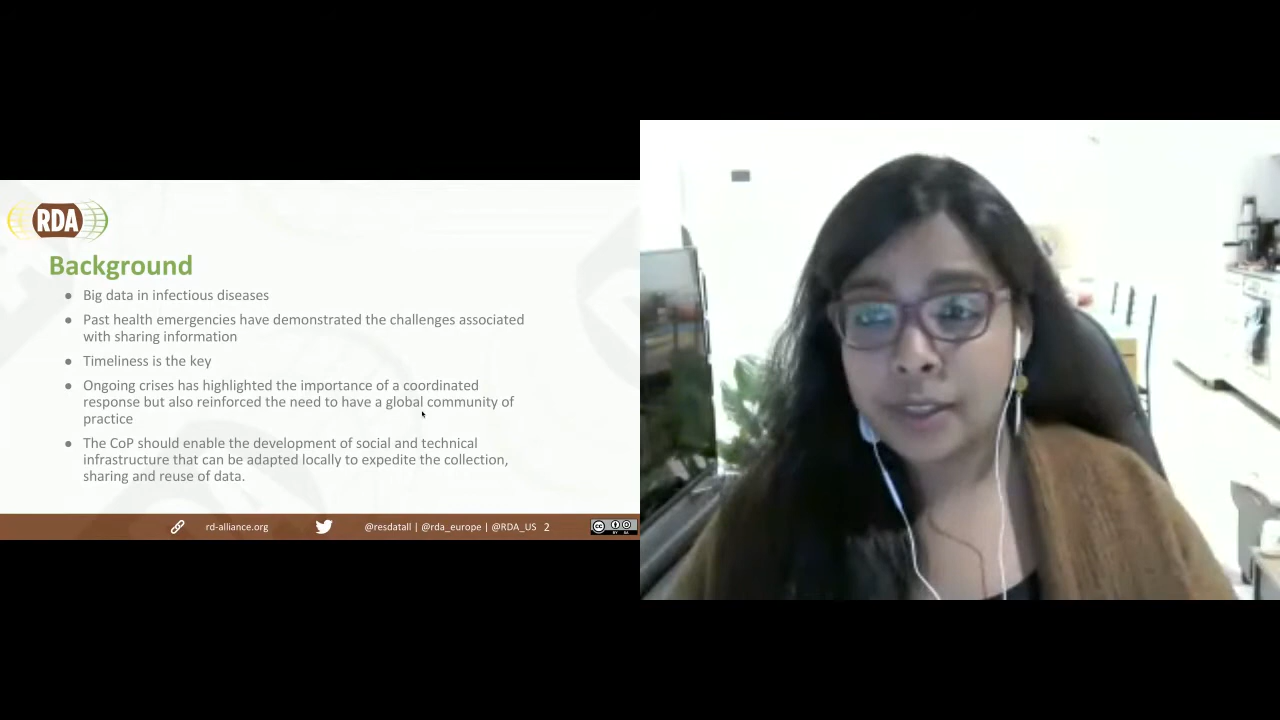 RDA
Background
● Big data in infectious diseases
● Past health emergencies have demonstrated the challenges associated
with sharing information
● Timeliness is the key
● Ongoing crises has highlighted the importance of a coordinated
response but also reinforced the need to have a global community of
practice
● The CoP should enable the development of social and technical
infrastructure that can be adapted locally to expedite the collection,
sharing and reuse of data.
rd-alliance.org @resdatall | @rda_europe | @RDA_US 2
CC BY SA